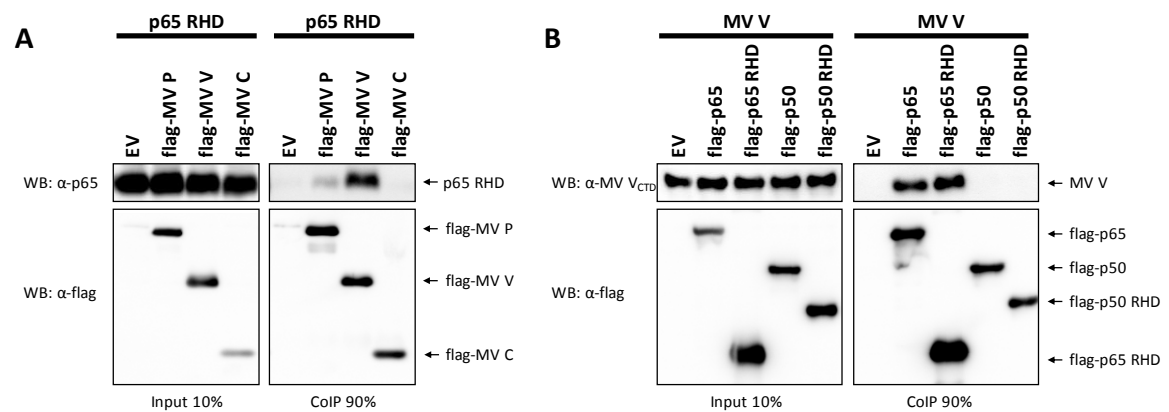 A
p65 RHD
p65 RHD
EV
flag-MV P
flag-MV V
flag-MV C
EV
flag-MV P
flag-MV V
flag-MV C
WB: α-p65
p65 RHD
WB: α-flag
flag-MV P
flag-MV V
flag-MV C
Input 10%
CoIP 90%
B
MV V
MV V
EV
flag-p65
flag-p65 RHD
flag-p50
flag-p50 RHD
EV
flag-p65
flag-p65 RHD
flag-p50
flag-p50 RHD
WB: α-MV VCTD
MV V
WB: α-flag
flag-p65
flag-p50
flag-p50 RHD
flag-p65 RHD
Input 10%
CoIP 90%